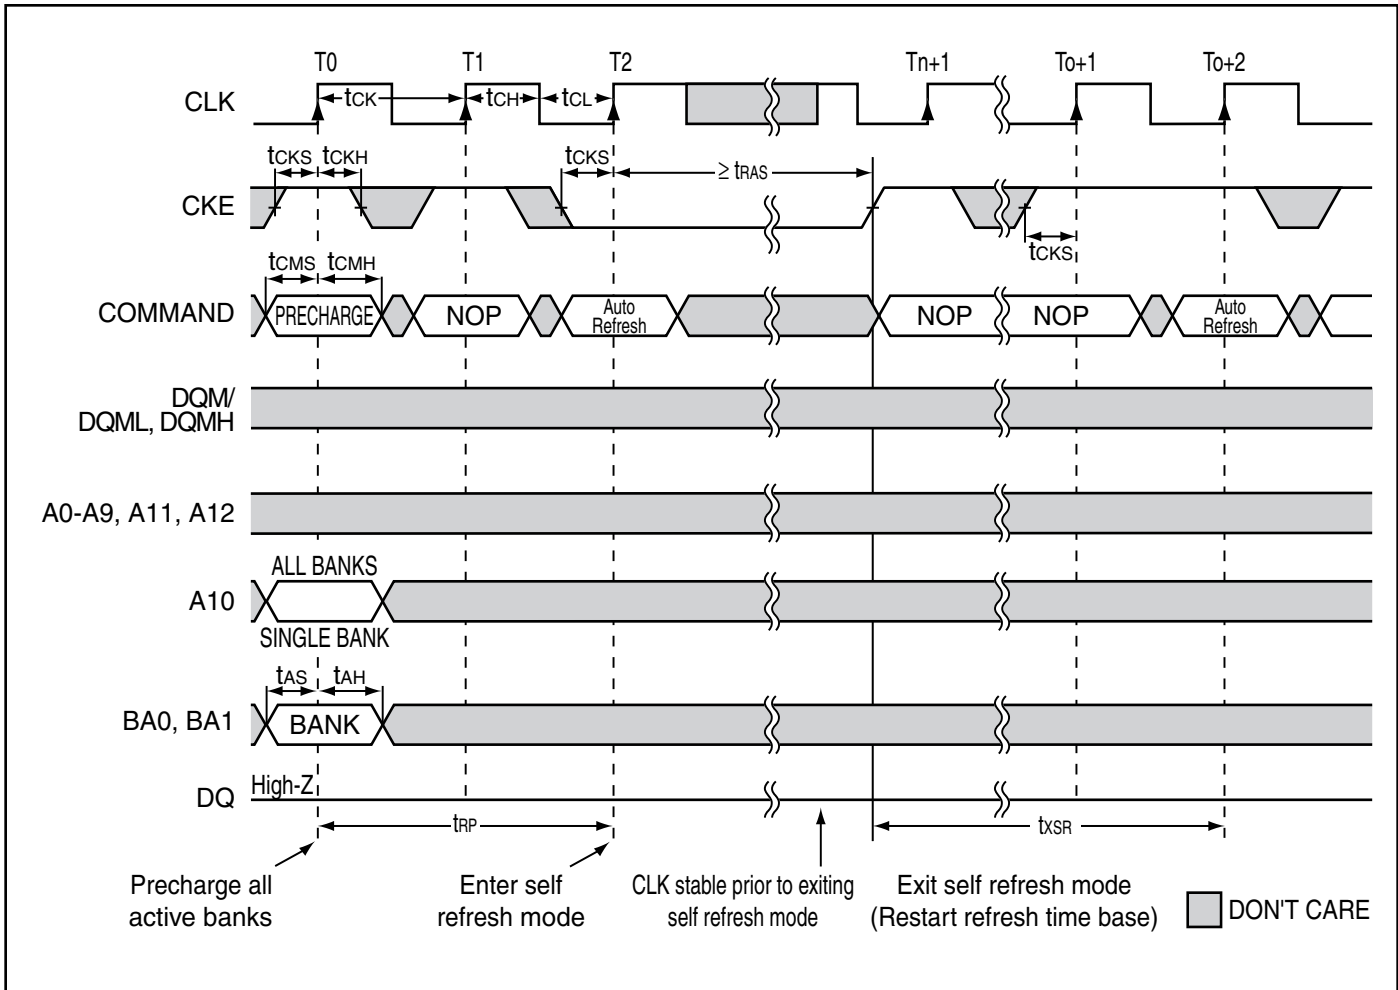 T0 T1 T2 Tn+1 To+1 To+2
CLK tCK tCH tCL
tCKS tCKH tCKS ≥ tRAS
CKE
tCKS
tCMS tCMH
COMMAND PRECHARGE NOP Auto Refresh NOP NOP Auto Refresh
DQM/
DQML, DQMH
A0-A9, A11, A12
ALL BANKS
A10
SINGLE BANK
tAS tAH
BA0, BA1 BANK
DQ High-Z
tRP tXSR
Precharge all
active banks
Enter self
refresh mode
CLK stable prior to exiting
self refresh mode
Exit self refresh mode
(Restart refresh time base)
DON'T CARE